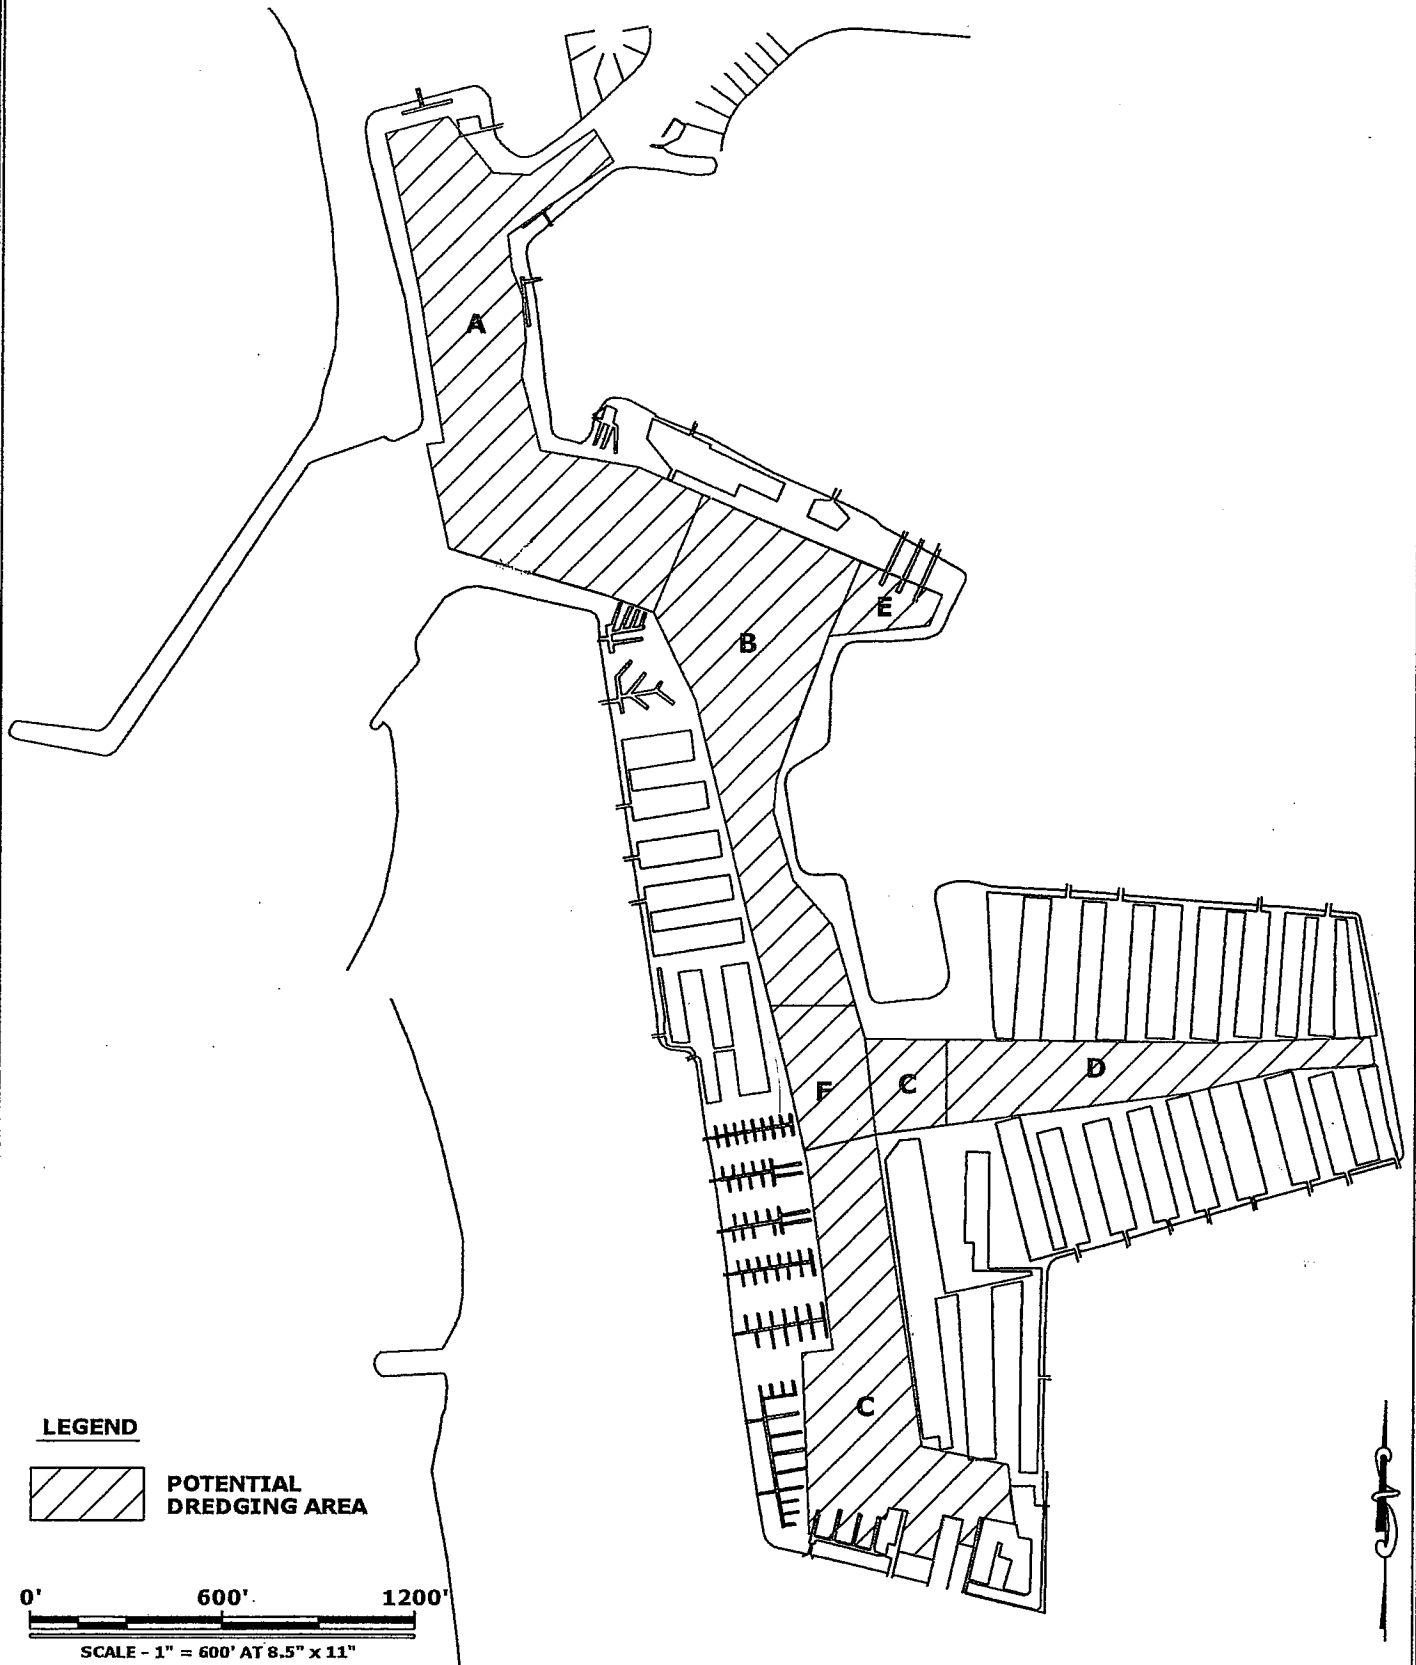 A
B
E
F
C
D
C
LEGEND
POTENTIAL
DREDGING AREA
0' 600' 1200'
SCALE - 1" = 600' AT 8.5" x 11"